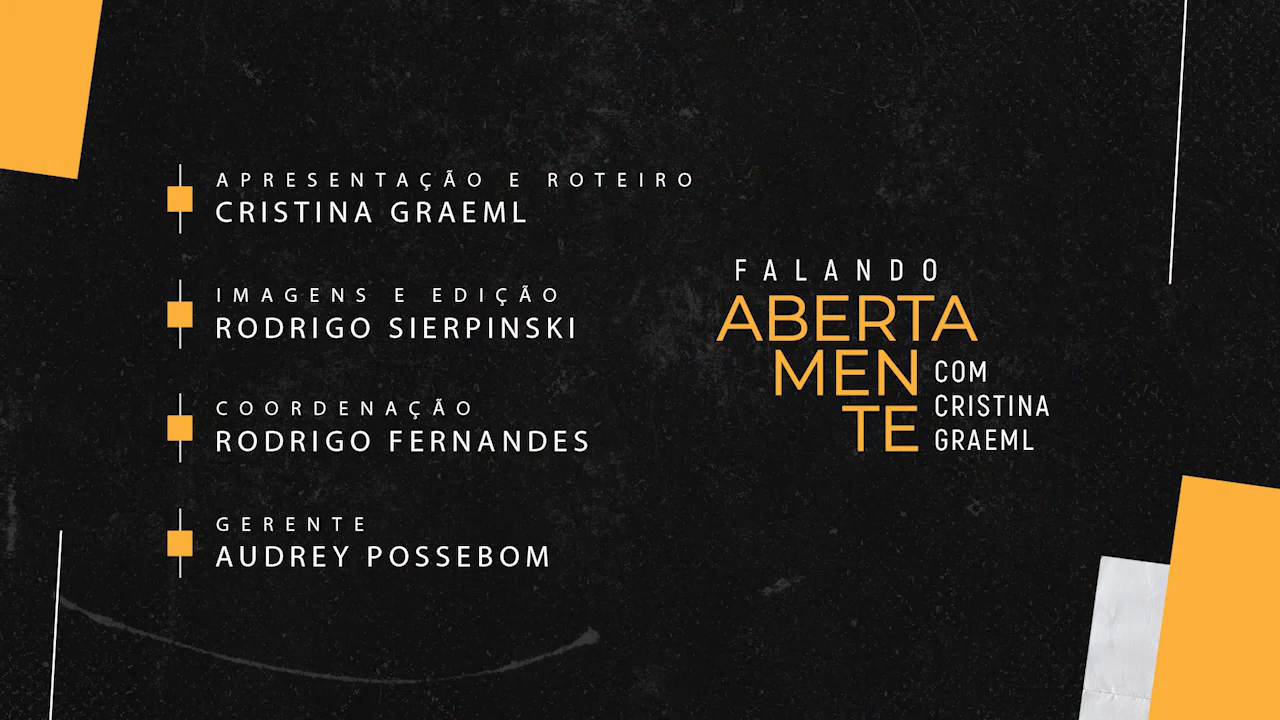 APRESENTAÇÃO E ROTEIRO
CRISTINA GRAEML
IMAGENS E EDIÇÃO
RODRIGO SIERPINSKI
COORDENAÇÃO
RODRIGO FERNANDES
GERENTE
AUDREY POSSEBOM
FALANDO
ABERTA
MEN
TE
COM
CRISTINA
GRAEML